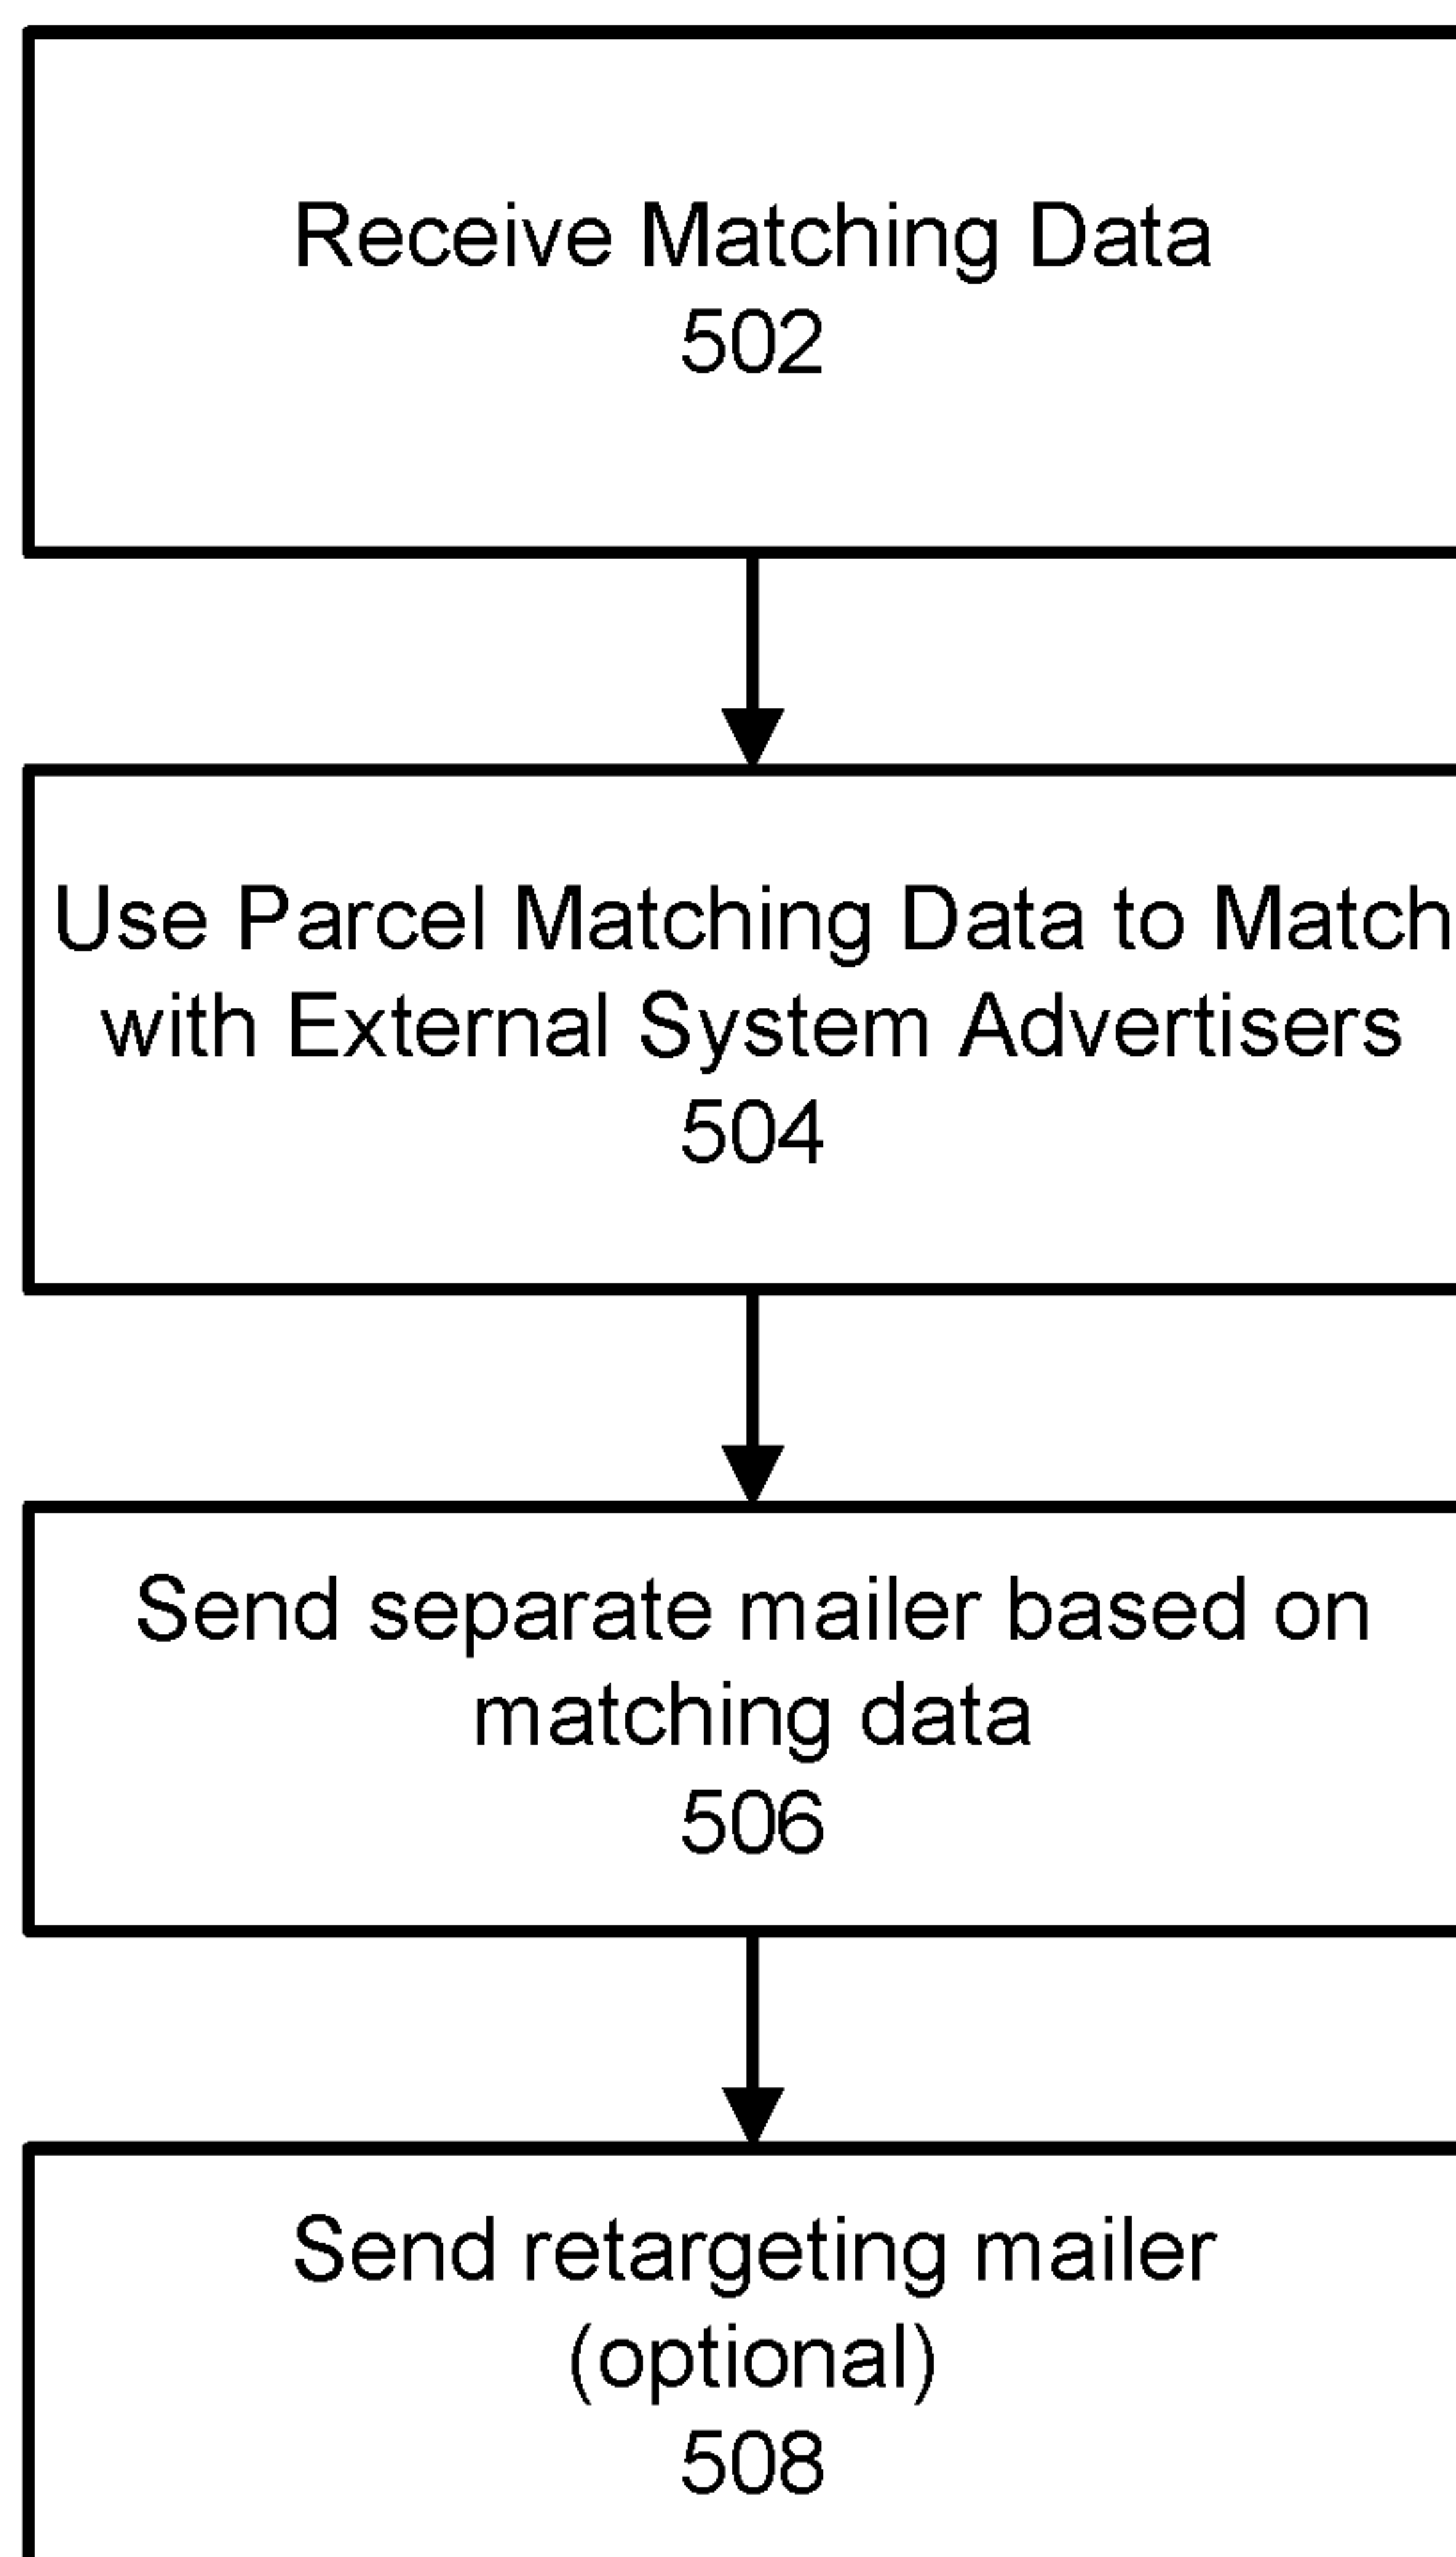 Receive Matching Data
502
Use Parcel Matching Data to Match
with External System Advertisers
504
Send separate mailer based on
matching data
506
Send retargeting mailer
(optional)
508